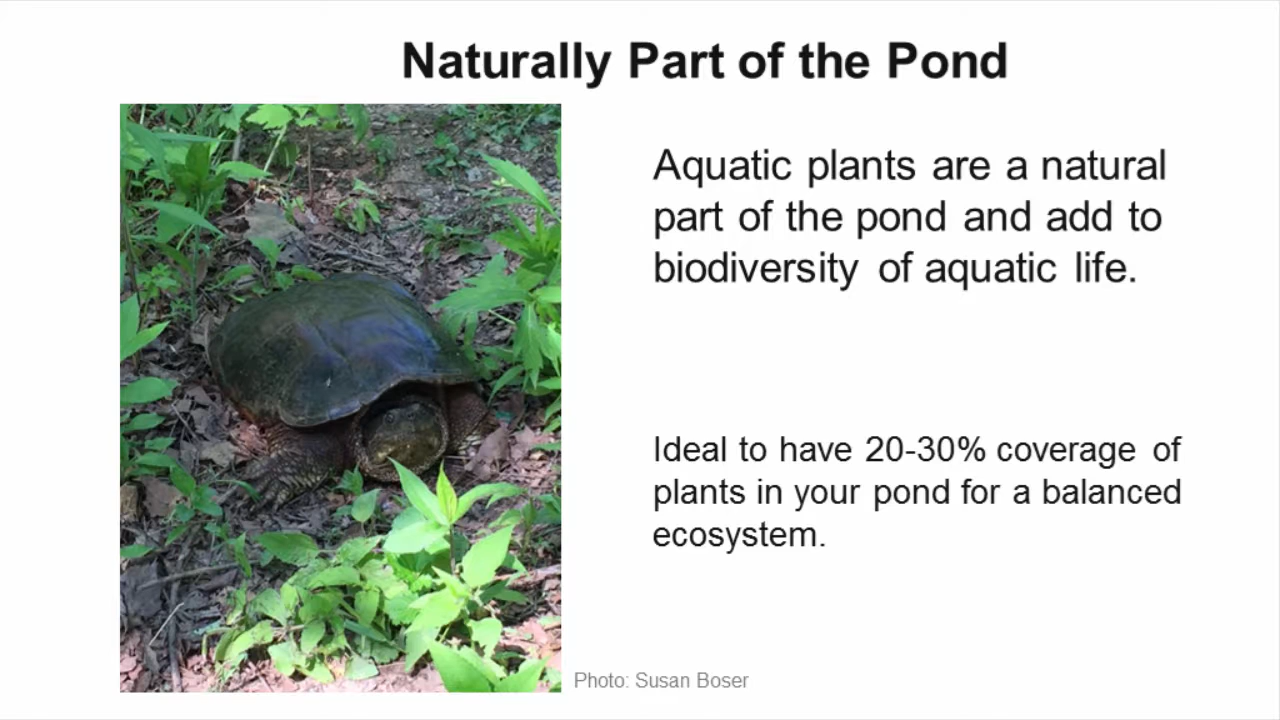 Naturally Part of the Pond
Aquatic plants are a natural
part of the pond and add to
biodiversity of aquatic life.
Ideal to have 20-30% coverage of
plants in your pond for a balanced
ecosystem.
Photo: Susan Boser